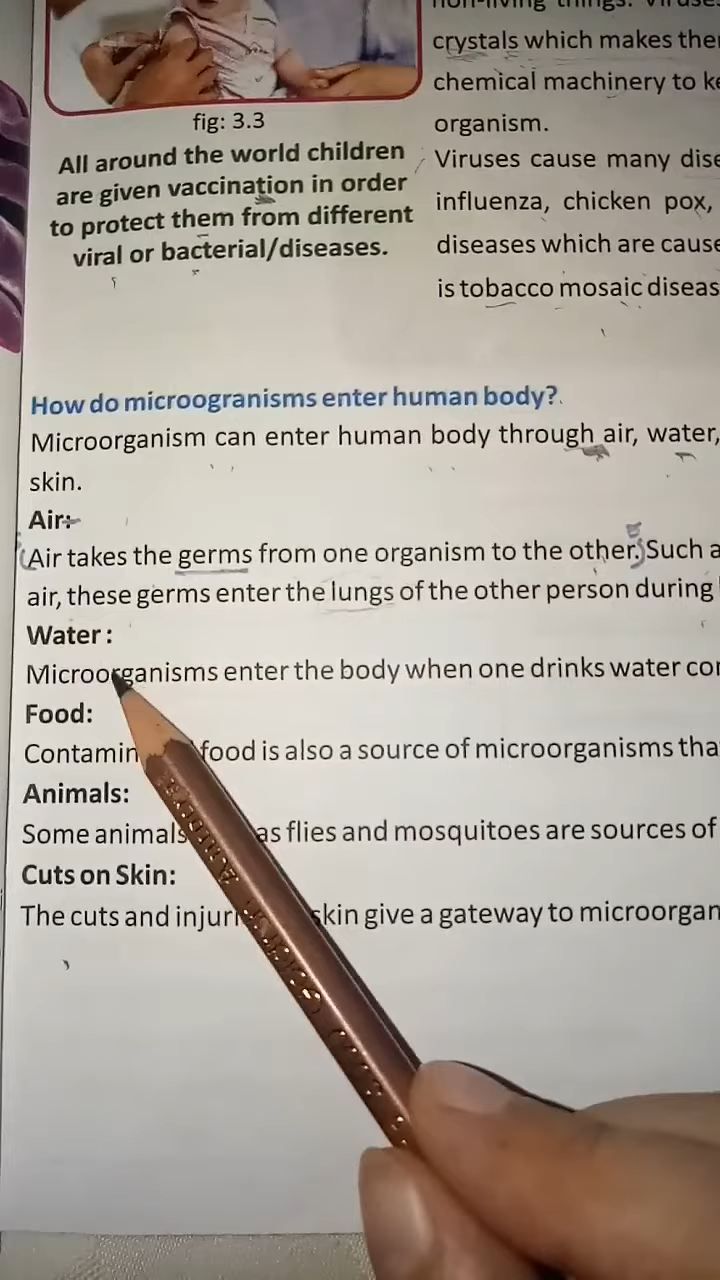 fig: 3.3
All around the world children
are given vaccination in order
to protect them from different
viral or bacterial/diseases.
non-living things. Viruse
crystals which makes the
chemical machinery to ke
organism.
Viruses cause many dise
influenza, chicken pox,
diseases which are cause
is tobacco mosaic diseas
How do microogranisms enter human body?.
Microorganism can enter human body through air, water,
skin.
Air:
Air takes the germs from one organism to the other. Such a
air, these germs enter the lungs of the other person during
Water:
Microorganisms enter the body when one drinks water co
Food:
Contamin food is also a source of microorganisms tha
Animals:
Some animals as flies and mosquitoes are sources of
Cuts on Skin:
The cuts and injuri skin give a gateway to microorgan